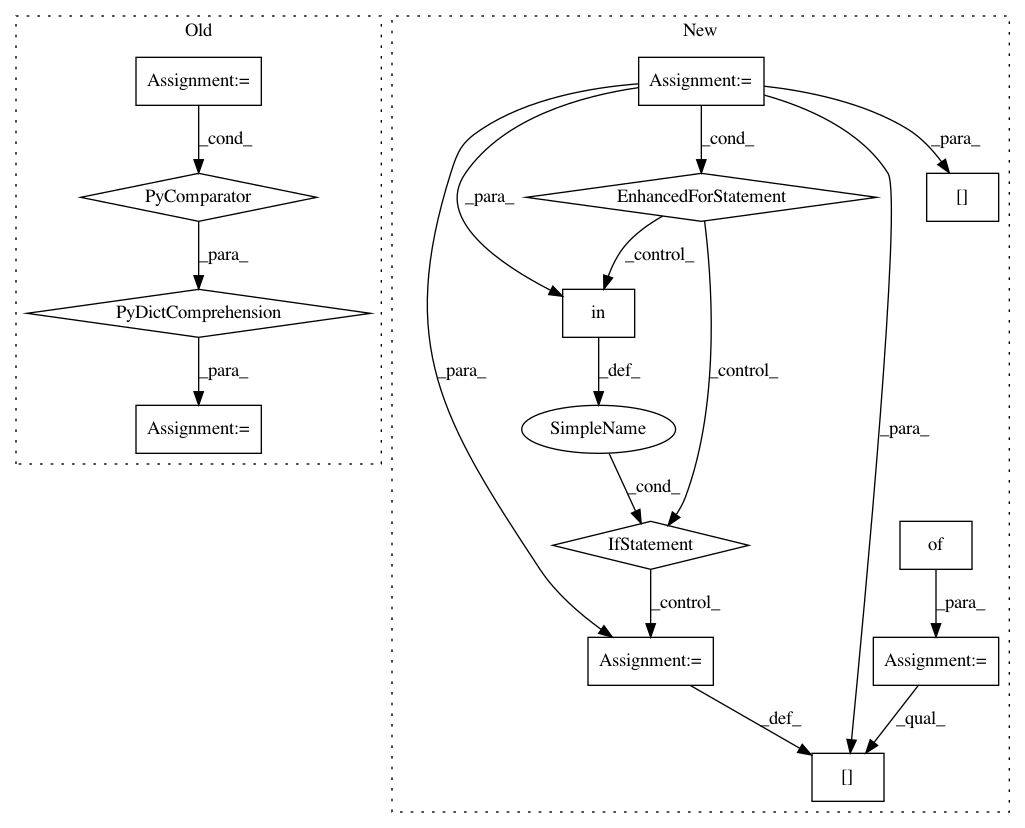 Old
New
Assignment:=
Assignment:=
_cond_
_cond_
_para_
PyComparator
EnhancedForStatement
[]
_para_
_para_
_control_
PyDictComprehension
in
_para_
_para_
_def_
_control_
Assignment:=
SimpleName
_para_
_cond_
IfStatement
of
_control_
_para_
Assignment:=
Assignment:=
_def_
_qual_
[]